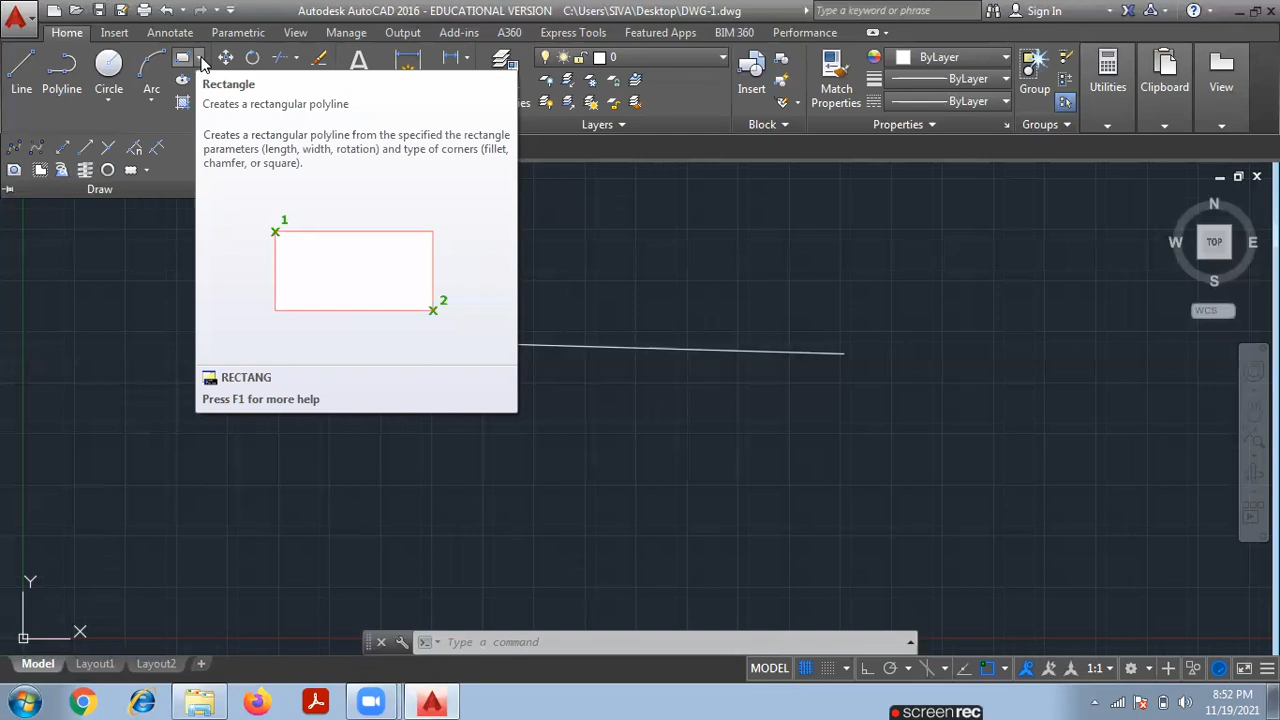 Autodesk AutoCAD 2016 - EDUCATIONAL VERSION C:\Users\SIVA\Desktop\DWG-1.dwg
Type a keyword or phrase
Sign In
Home Insert Annotate Parametric View Manage Output Add-ins A360 Express Tools Featured Apps BIM 360 Performance
Line Polyline Circle Arc
0
Match
Properties
Insert
ByLayer
ByLayer
ByLayer
Group
Utilities Clipboard View
Layers Block Properties Groups
Draw
Rectangle
Creates a rectangular polyline
Creates a rectangular polyline from the specified the rectangle
parameters (length, width, rotation) and type of corners (fillet,
chamfer, or square).
1
2
RECTANG
Press F1 for more help
N
W TOP E
S
WCS
Y
X
Type a command
Model Layout1 Layout2 +
MODEL 1:1
8:52 PM
11/19/2021
screenrec